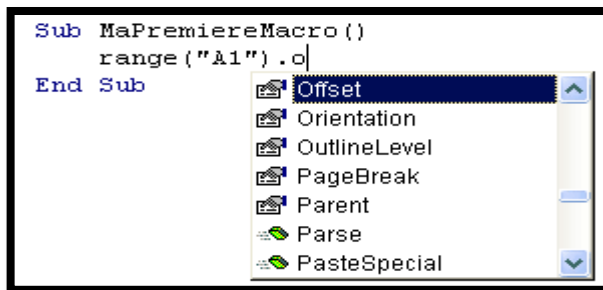 Sub MaPremiereMacro()
range("A1").o
End Sub
Offset
Orientation
OutlineLevel
PageBreak
Parent
Parse
PasteSpecial